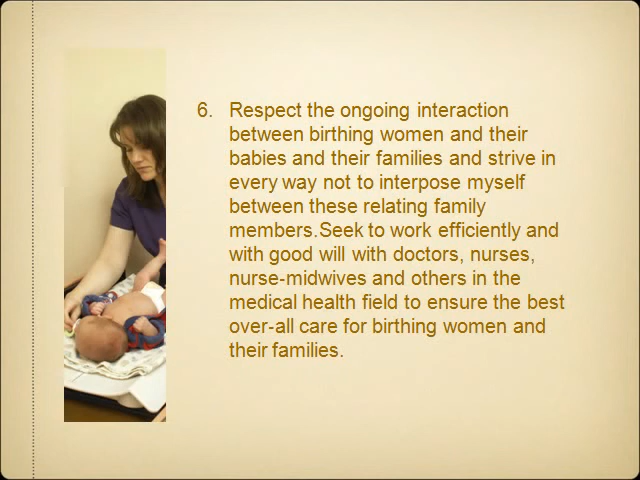 6. Respect the ongoing interaction
between birthing women and their
babies and their families and strive in
every way not to interpose myself
between these relating family
members.Seek to work efficiently and
with good will with doctors, nurses,
nurse-midwives and others in the
medical health field to ensure the best
over-all care for birthing women and
their families.